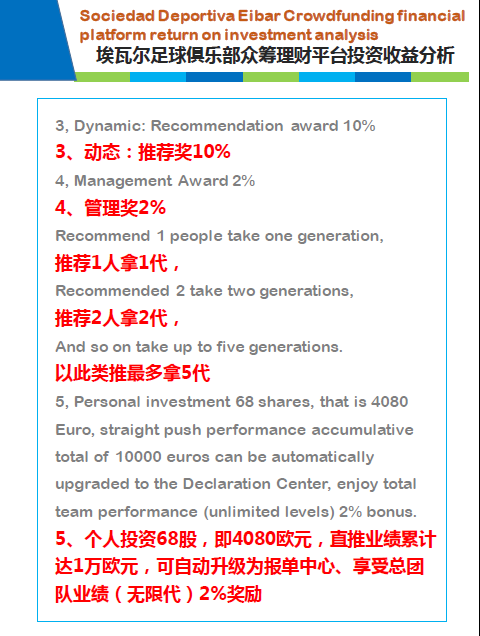 Sociedad Deportiva Eibar Crowdfunding financial
platform return on investment analysis
埃瓦尔足球俱乐部众筹理财平台投资收益分析
3, Dynamic: Recommendation award 10%
3、动态：推荐奖10%
4, Management Award 2%
4、管理奖2%
Recommend 1 people take one generation,
推荐1人拿1代，
Recommended 2 take two generations,
推荐2人拿2代，
And so on take up to five generations.
以此类推最多拿5代
5, Personal investment 68 shares, that is 4080
Euro, straight push performance accumulative
total of 10000 euros can be automatically
upgraded to the Declaration Center, enjoy total
team performance (unlimited levels) 2% bonus.
5、个人投资68股，即4080欧元，直推业绩累计
达1万欧元，可自动升级为报单中心、享受总团
队业绩（无限代）2%奖励